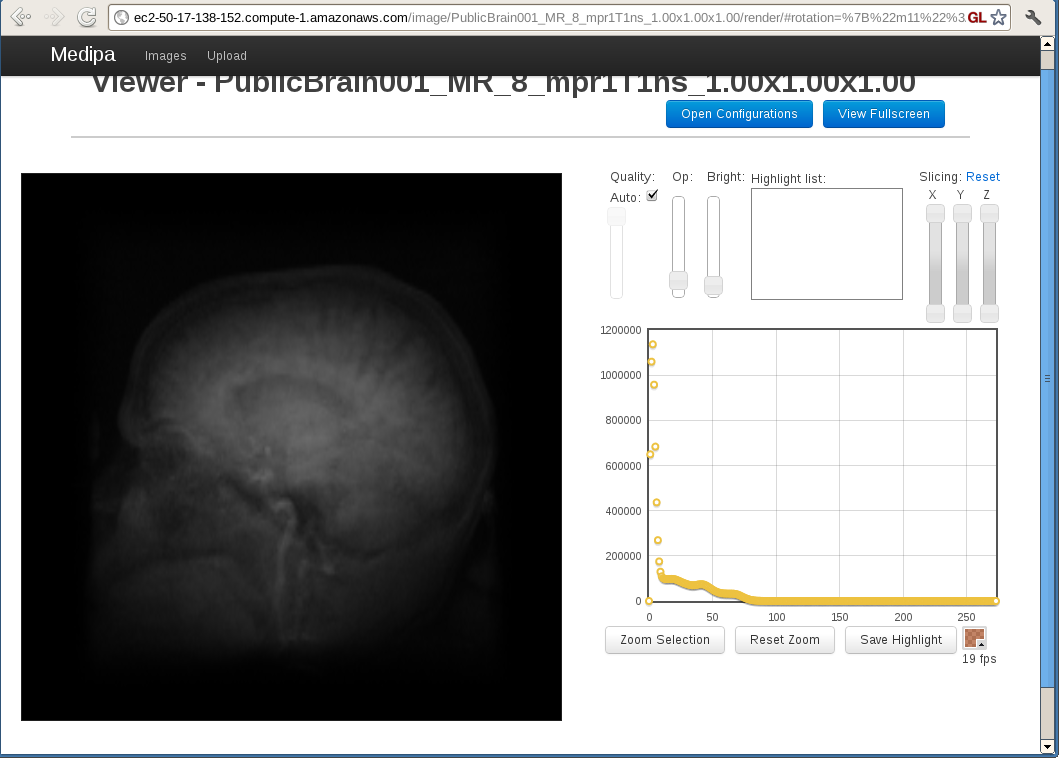 ec2-50-17-138-152.compute-1.amazonaws.com/image/PublicBrain001_MR_8_mpr1T1ns_1.00x1.00x1.00/render/#rotation=%7B%22m11%22%3 GL
Medipa Images Upload
Viewer - PublicBrain001_MR_8_mpr1T1ns_1.00x1.00x1.00
Open Configurations View Fullscreen
Quality: Op: Bright: Highlight list: Slicing: Reset
Auto: X Y Z
1200000
1000000
800000
600000
400000
200000
0
0 50 100 150 200 250
Zoom Selection Reset Zoom Save Highlight
19 fps